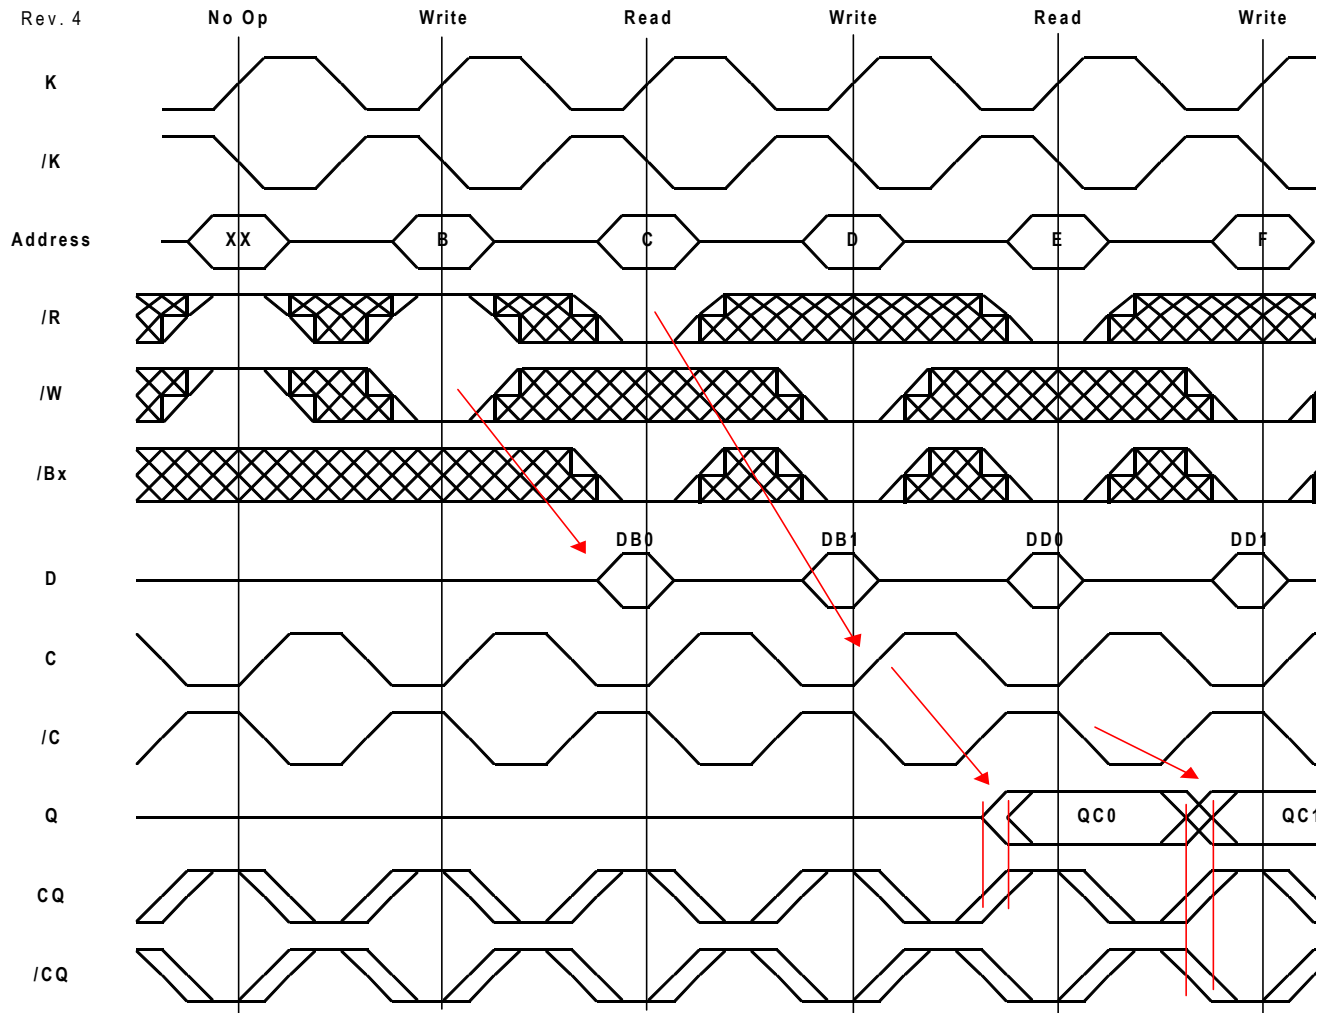 Rev. 4 No Op Write Read Write Read Write
K
/K
Address XX B C D E F
/R
/W
/Bx
DB0 DB1 DD0 DD1
D
C
/C
Q QC0 QC1
CQ
/CQ